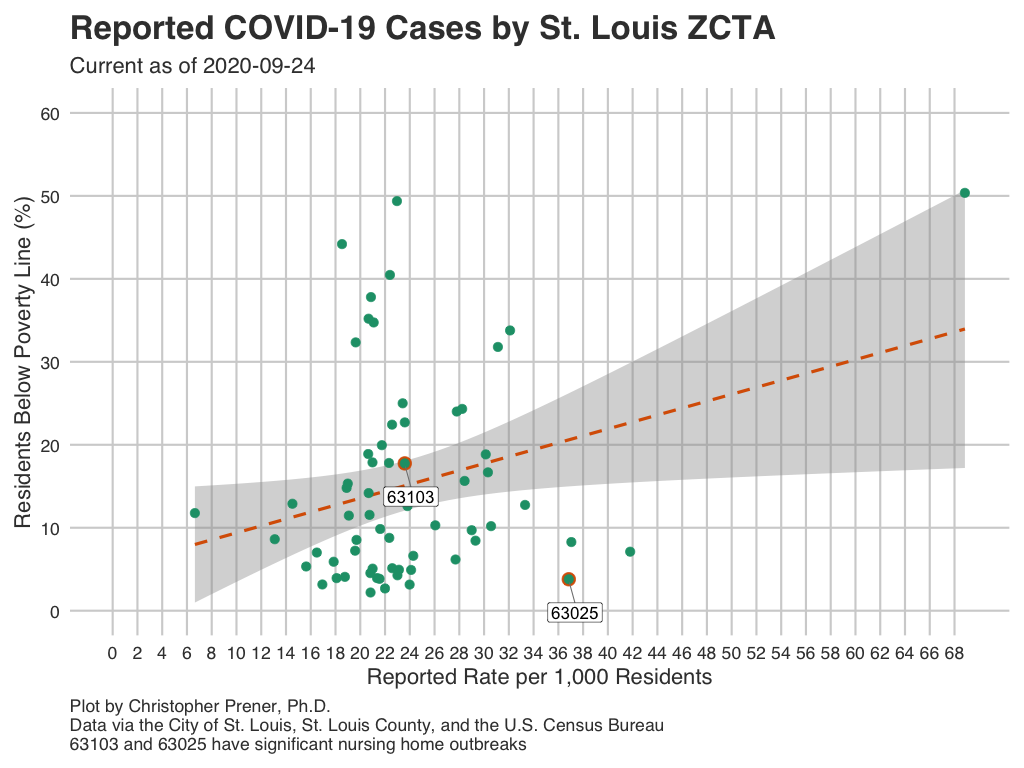 Reported COVID-19 Cases by St. Louis ZCTA
Current as of 2020-09-24
Residents Below Poverty Line (%)
60
50
40
30
20
10
0
63103
63025
0 2 4 6 8 10 12 14 16 18 20 22 24 26 28 30 32 34 36 38 40 42 44 46 48 50 52 54 56 58 60 62 64 66 68
Reported Rate per 1,000 Residents
Plot by Christopher Prener, Ph.D.
Data via the City of St. Louis, St. Louis County, and the U.S. Census Bureau
63103 and 63025 have significant nursing home outbreaks